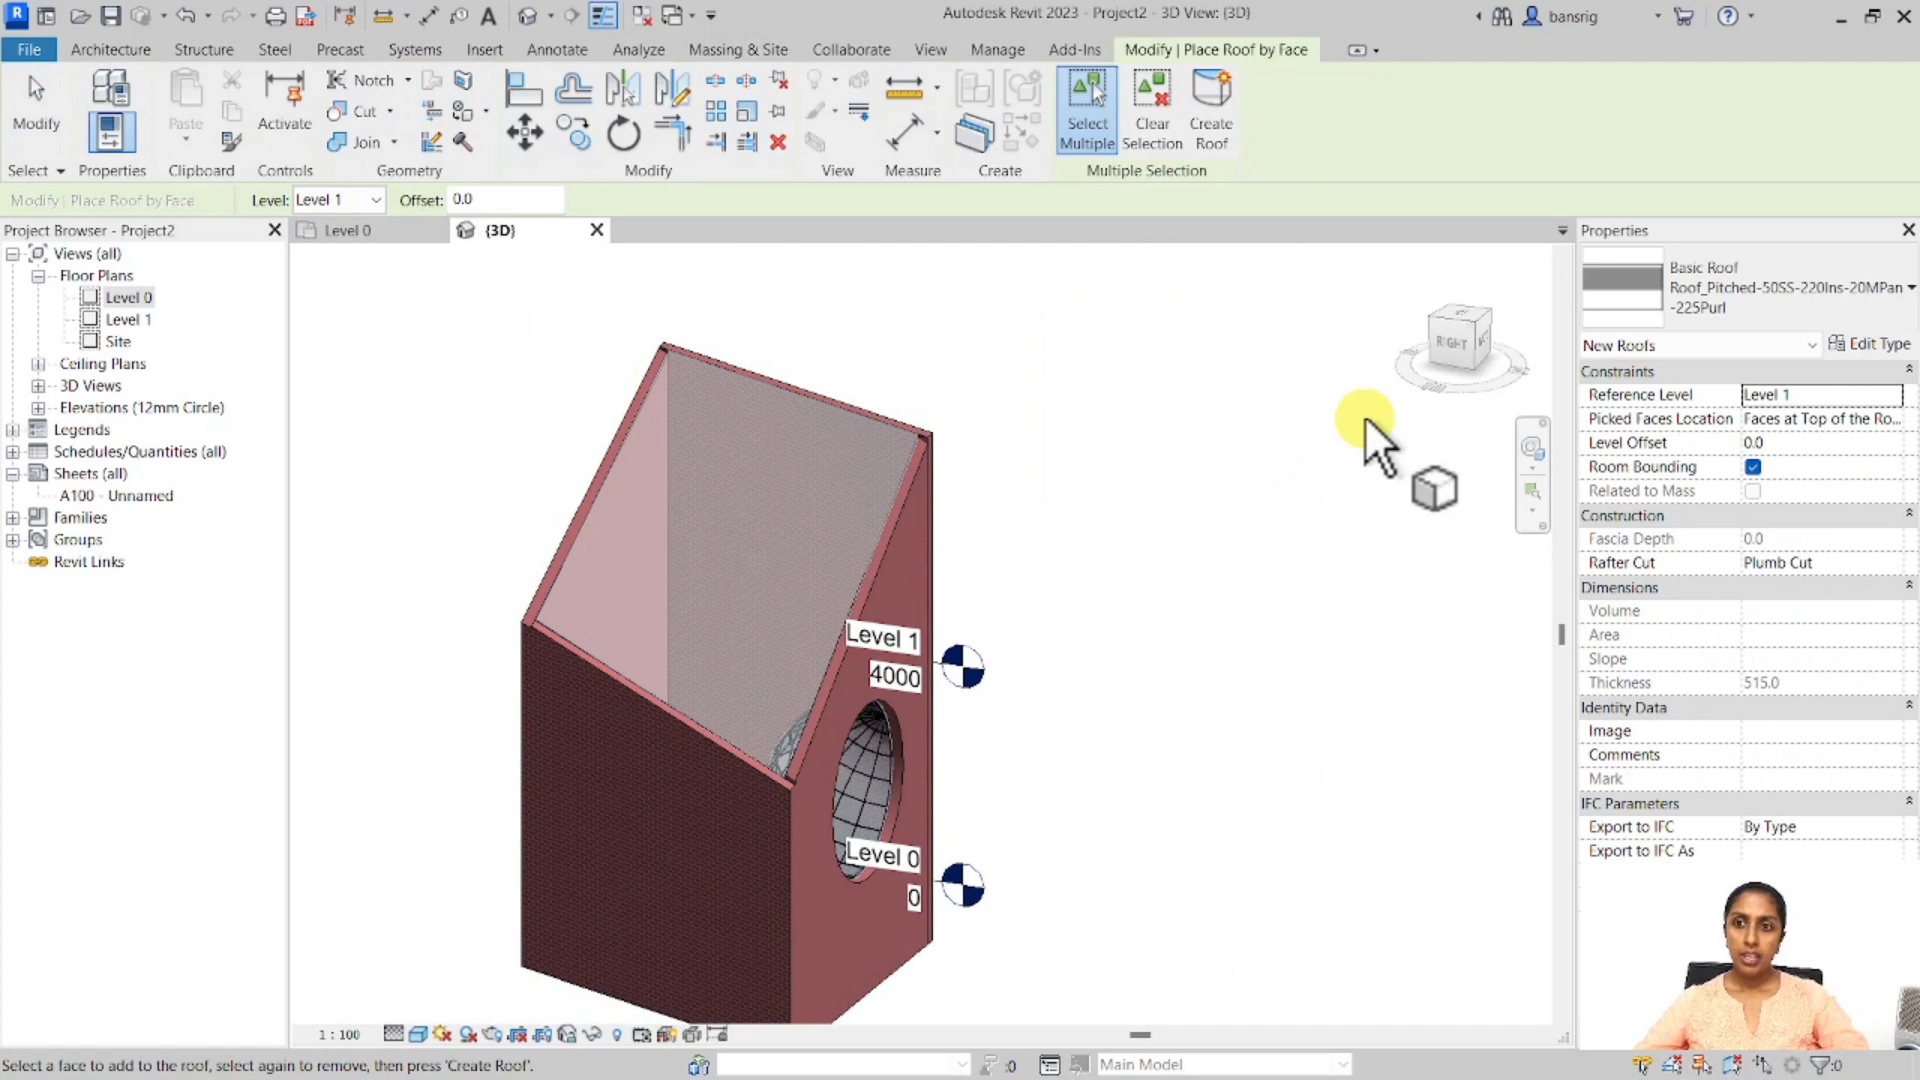 Autodesk Revit 2023 - Project2 - 3D View: {3D}
bansrig
File Architecture Structure Steel Precast Systems Insert Annotate Analyze Massing & Site Collaborate View Manage Add-Ins Modify | Place Roof by Face
Modify
Paste
Activate
Notch
Cut
Join
Select Multiple
Clear Selection
Create Roof
Select Properties Clipboard Controls Geometry Modify View Measure Create Multiple Selection
Modify | Place Roof by Face Level: Level 1 Offset: 0.0
Project Browser - Project2
Level 0
{3D}
Properties
Views (all)
Floor Plans
Level 0
Level 1
Site
Ceiling Plans
3D Views
Elevations (12mm Circle)
Legends
Schedules/Quantities (all)
Sheets (all)
A100 - Unnamed
Families
Groups
Revit Links
RIGHT
Level 1
4000
Level 0
0
Basic Roof
Roof_Pitched-50SS-220Ins-20MPan
-225Purl
New Roofs Edit Type
Constraints
Reference Level Level 1
Picked Faces Location Faces at Top of the Ro...
Level Offset 0.0
Room Bounding
Related to Mass
Construction
Fascia Depth 0.0
Rafter Cut Plumb Cut
Dimensions
Volume
Area
Slope
Thickness 515.0
Identity Data
Image
Comments
Mark
IFC Parameters
Export to IFC By Type
Export to IFC As
1 : 100
Select a face to add to the roof, select again to remove, then press 'Create Roof'.
:0
Main Model
:0